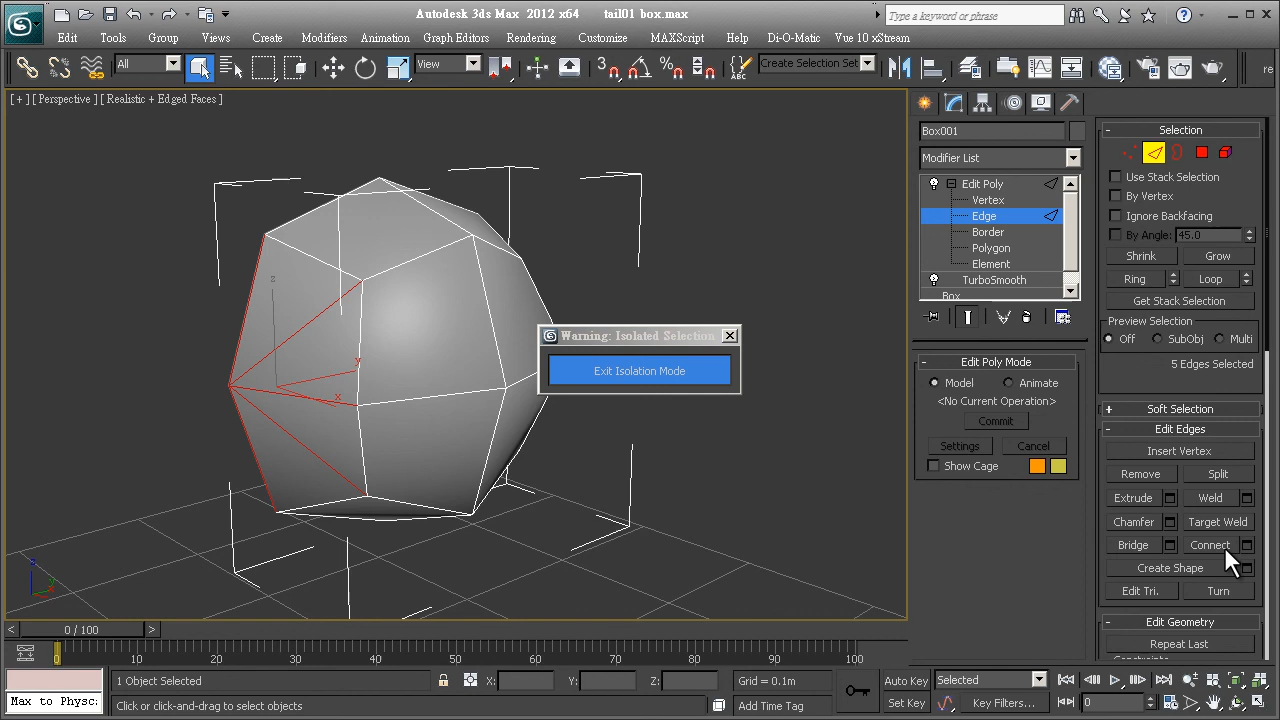 Autodesk 3ds Max 2012 x64 tail01 box.max
Type a keyword or phrase
Edit Tools Group Views Create Modifiers Animation Graph Editors Rendering Customize MAXScript Help Di-O-Matic Vue 10 xStream
All
View
3
%
ABC
Create Selection Set
re
[ + ] [ Perspective ] [ Realistic + Edged Faces ]
z
y
x
Warning: Isolated Selection
Exit Isolation Mode
Box001
Modifier List
Edit Poly
Vertex
Edge
Border
Polygon
Element
TurboSmooth
Box
Edit Poly Mode
Model
Animate
<No Current Operation>
Commit
Settings
Cancel
Show Cage
Selection
Use Stack Selection
By Vertex
Ignore Backfacing
By Angle: 45.0
Shrink
Grow
Ring
Loop
Get Stack Selection
Preview Selection
Off
SubObj
Multi
5 Edges Selected
Soft Selection
Edit Edges
Insert Vertex
Remove
Split
Extrude
Weld
Chamfer
Target Weld
Bridge
Connect
Create Shape
Edit Tri.
Turn
Edit Geometry
Repeat Last
Constraints
< 0 / 100 >
0 10 20 30 40 50 60 70 80 90 100
1 Object Selected
X:
Y:
Z:
Grid = 0.1m
Auto Key
Selected
Max to Physc:
Click or click-and-drag to select objects
Add Time Tag
Set Key
Key Filters...
0